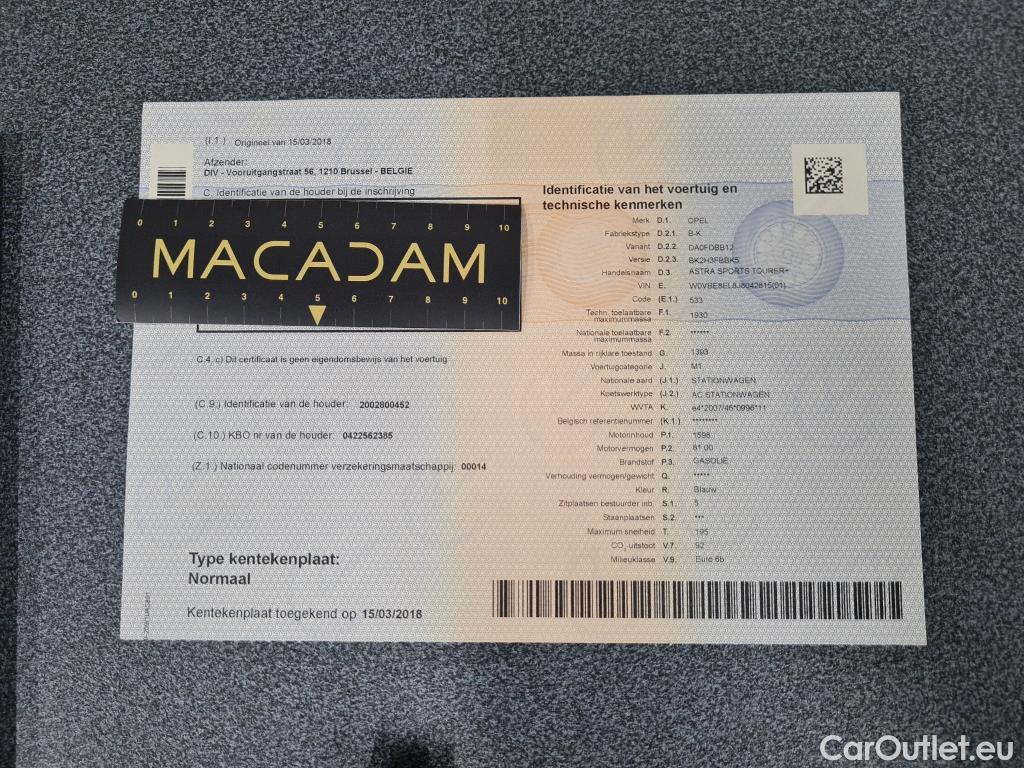 (I.1.) Origineel van 15/03/2018
Afzender:
DIV - Vooruitgangstraat 56, 1210 Brussel - BELGIE
C. Identificatie van de houder bij de inschrijving
0 1 2 3 4 5 6 7 8 9 10
MACADAM
0 1 2 3 4 5 6 7 8 9 10
C.4. c) Dit certificaat is geen eigendomsbewijs van het voertuig
(C.9.) Identificatie van de houder: 2002800452
(C.10.) KBO nr van de houder: 0422562385
(Z.1.) Nationaal codenummer verzekeringsmaatschappij: 00014
Type kentekenplaat:
Normaal
Kentekenplaat toegekend op 15/03/2018
Identificatie van het voertuig en
technische kenmerken
Merk D.1. OPEL
Fabriekstype D.2.1. B-K
Variant D.2.2. DA0FDBB12
Versie D.2.3. BK2H3FBBK5
Handelsnaam D.3. ASTRA SPORTS TOURER+
VIN E. W0VBE8EL8J8042615(01)
Code (E.1.) 533
Techn. toelaatbare
maximummassa F.1. 1930
Nationale toelaatbare
maximummassa F.2. ******
Massa in rijklare toestand G. 1393
Voertuigcategorie J. M1
Nationale aard (J.1.) STATIONWAGEN
Koetswerktype (J.2.) AC STATIONWAGEN
WVTA K. e4*2007/46*0996*11
Belgisch referentienummer (K.1) ********
Motorinhoud P.1. 1598
Motorvermogen P.2. 81.00
Brandstof P.3. GASOLIE
Verhouding vermogen/gewicht Q. *****
Kleur R. Blauw
Zitplaatsen bestuurder inb. S.1. 5
Staanplaatsen S.2. ***
Maximum snelheid T. 195
CO2-uitstoot V.7. 92
Milieuklasse V.9. Euro 6b
CarOutlet.eu